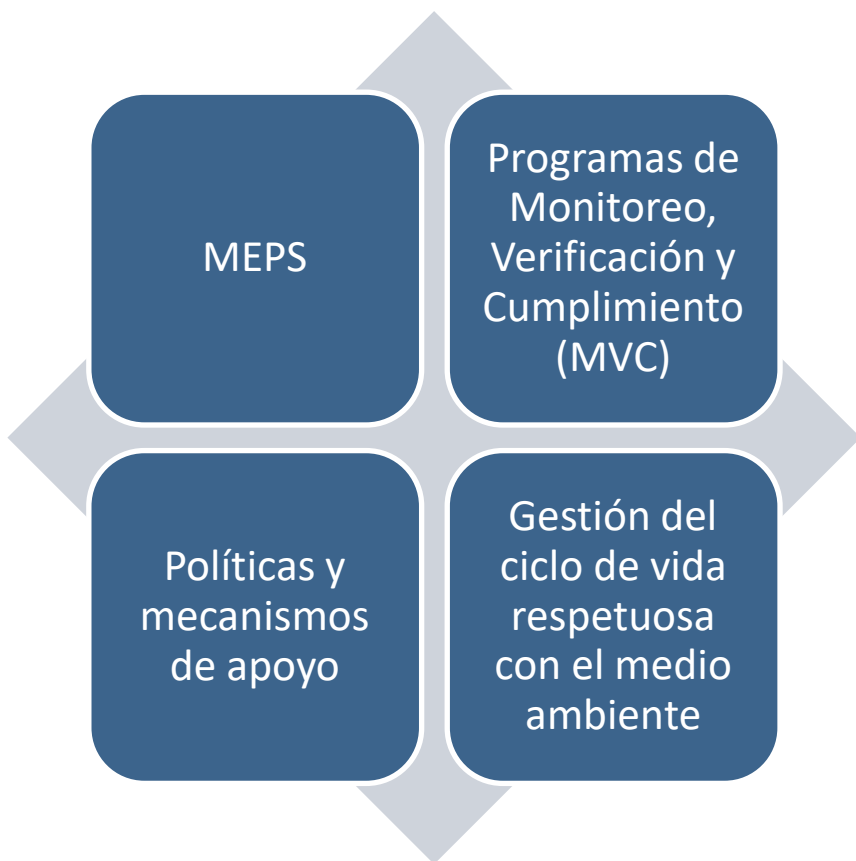 MEPS
Programas de
Monitoreo,
Verificación y
Cumplimiento
(MVC)
Políticas y
mecanismos
de apoyo
Gestión del
ciclo de vida
respetuosa
con el medio
ambiente